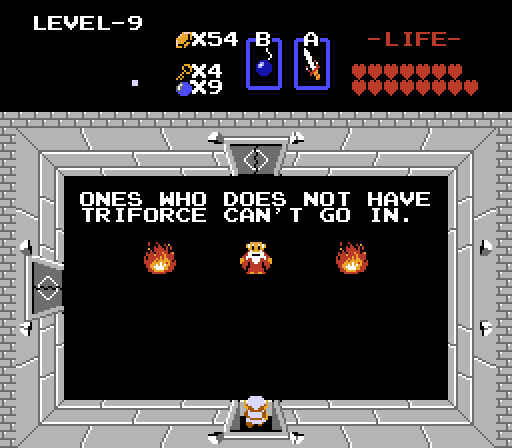 LEVEL-9
X54 B A -LIFE-
X4
X9
ONES WHO DOES NOT HAVE
TRIFORCE CAN'T GO IN.